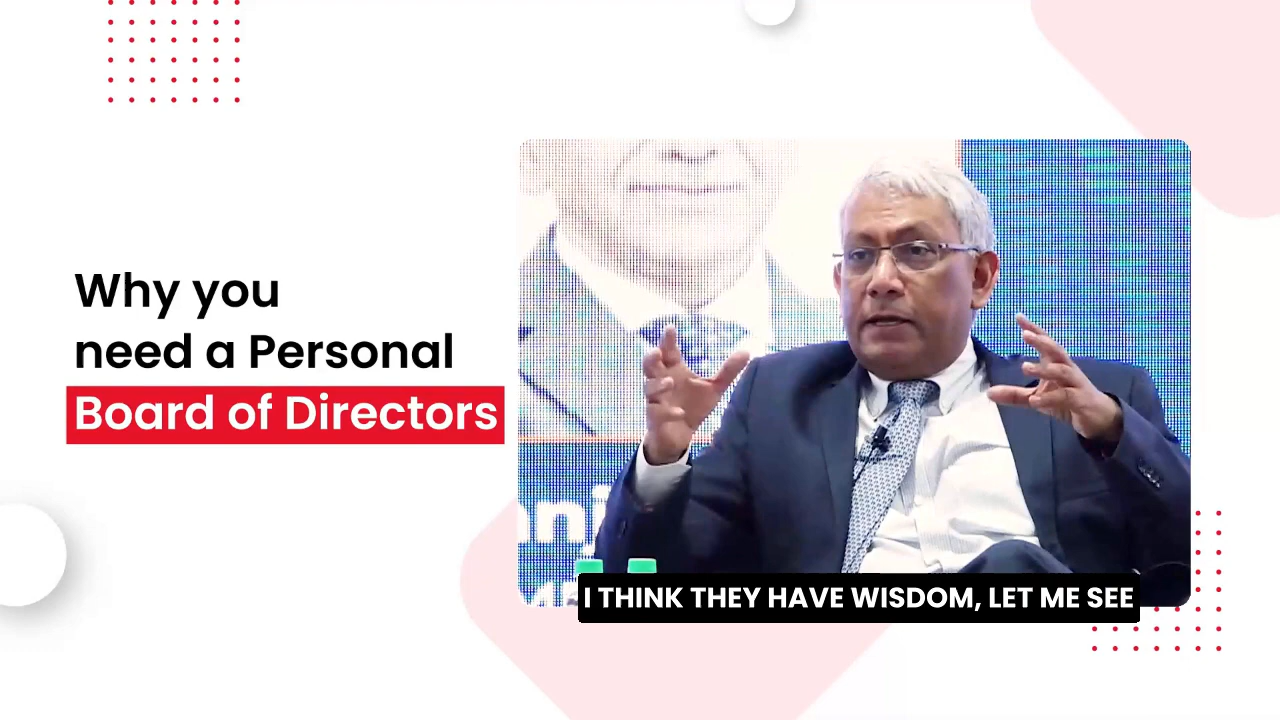 Why you
need a Personal
Board of Directors
I THINK THEY HAVE WISDOM, LET ME SEE